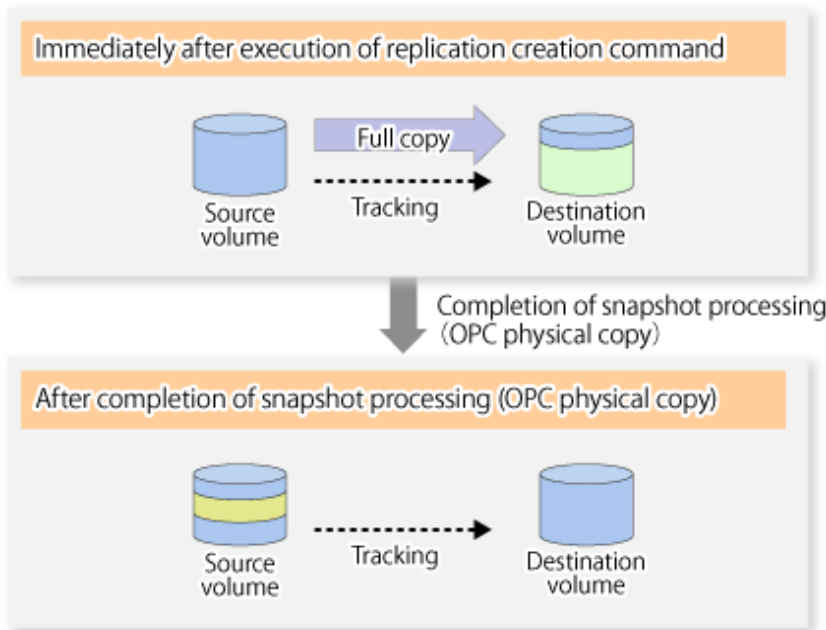 Immediately after execution of replication creation command
Full copy
Tracking
Source
volume
Destination
volume
Completion of snapshot processing
(OPC physical copy)
After completion of snapshot processing (OPC physical copy)
Tracking
Source
volume
Destination
volume